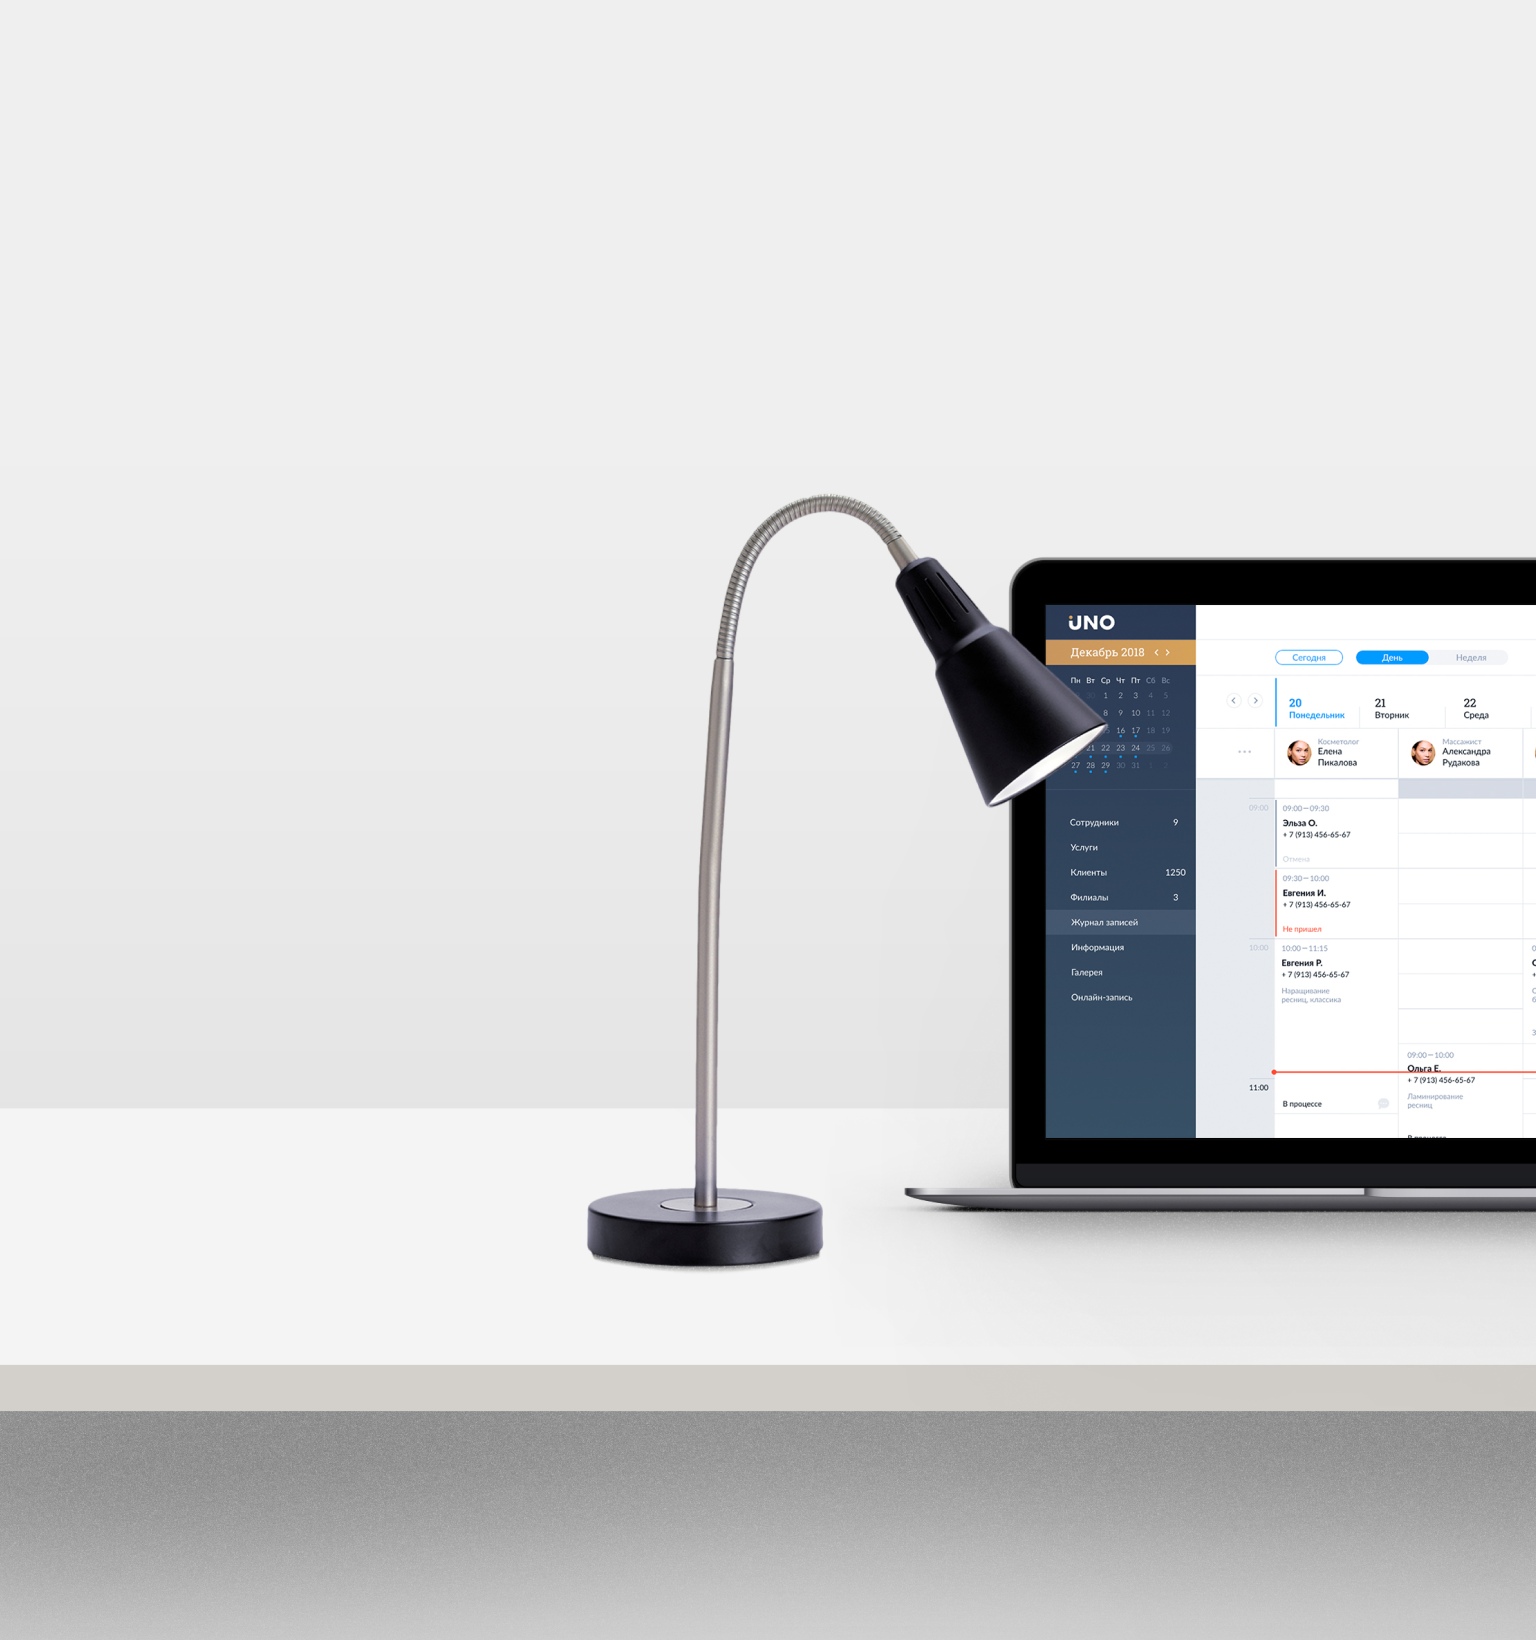 UNO
Декабрь 2018 < >
Пн Вт Ср Чт Пт Сб Вс
1 2 3 4 5
8 9 10 11 12
16 17 18 19
21 22 23 24 25 26
27 28 29 30 31 1 2
Сотрудники 9
Услуги
Клиенты 1250
Филиалы 3
Журнал записей
Информация
Галерея
Онлайн-запись
Сегодня День Неделя
20 21 22
Понедельник Вторник Среда
Косметолог
Елена
Пикалова
Массажист
Александра
Рудакова
09:00
09:00—09:30
Эльза О.
+ 7 (913) 456-65-67
Отмена
09:30—10:00
Евгения И.
+ 7 (913) 456-65-67
Не пришел
10:00
10:00—11:15
Евгения Р.
+ 7 (913) 456-65-67
Наращивание
ресниц, классика
11:00
В процессе
09:00—10:00
Ольга Е.
+ 7 (913) 456-65-67
Ламинирование
ресниц